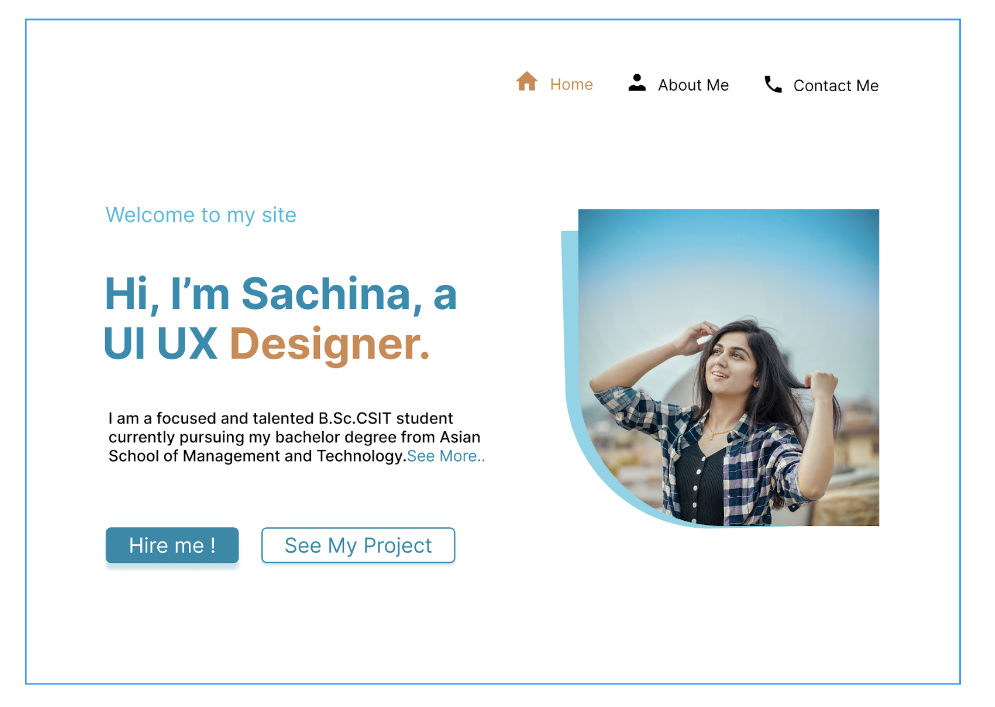 Home About Me Contact Me
Welcome to my site
Hi, I’m Sachina, a
UI UX Designer.
I am a focused and talented B.Sc.CSIT student
currently pursuing my bachelor degree from Asian
School of Management and Technology.See More..
Hire me ! See My Project